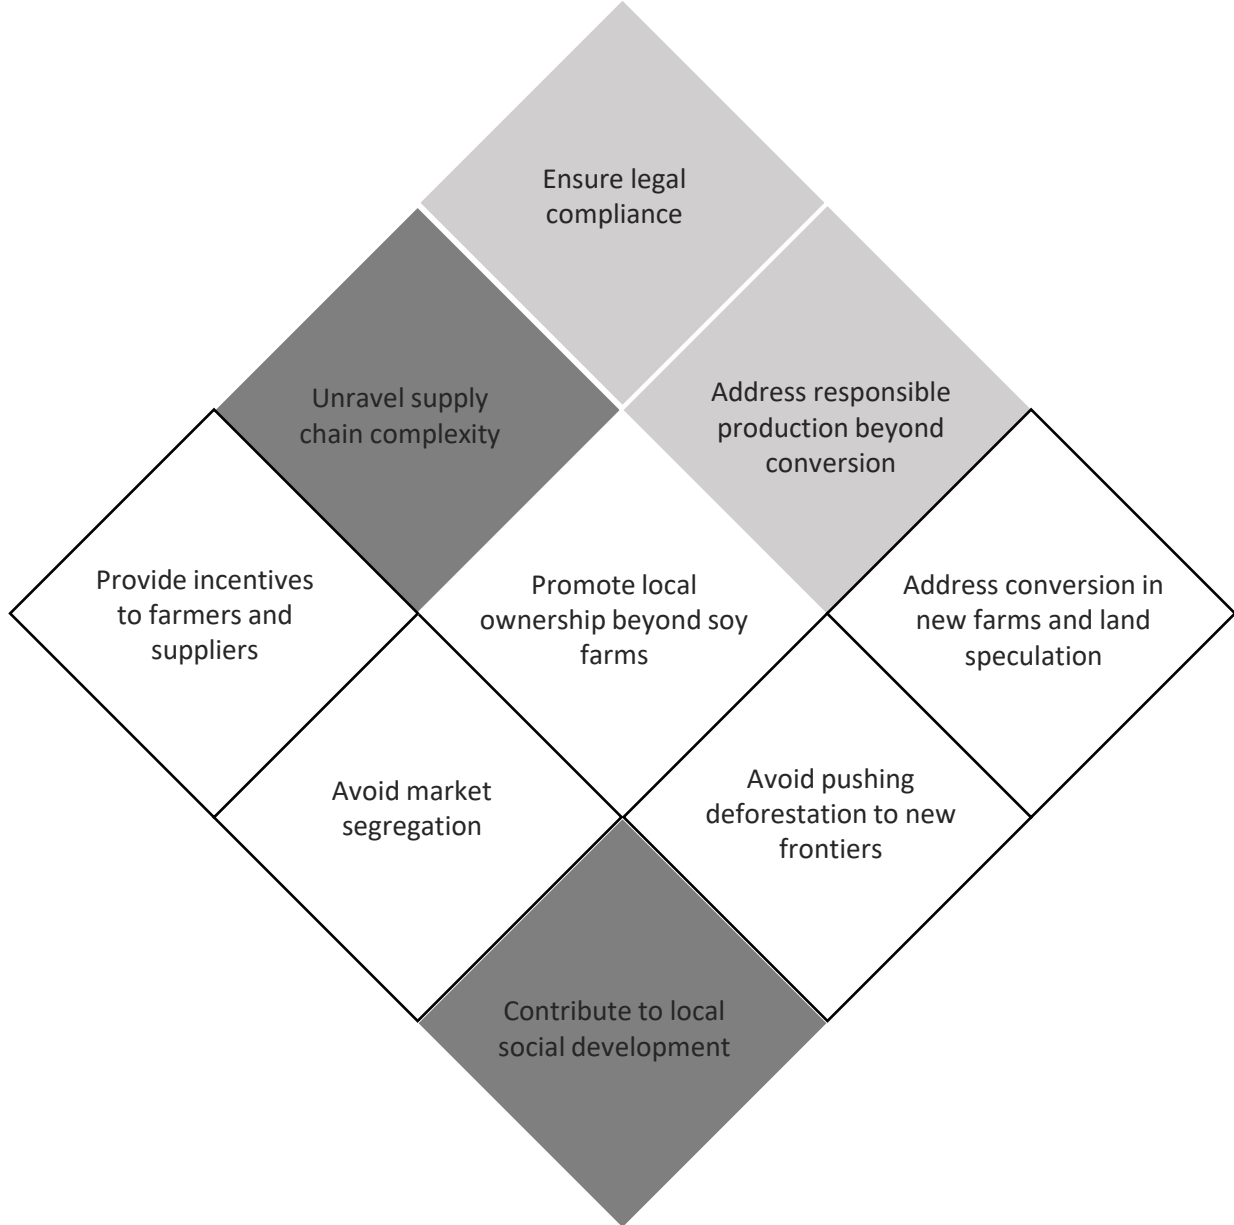 Ensure legal
compliance
Unravel supply
chain complexity
Address responsible
production beyond
conversion
Provide incentives
to farmers and
suppliers
Promote local
ownership beyond soy
farms
Address conversion in
new farms and land
speculation
Avoid market
segregation
Avoid pushing
deforestation to new
frontiers
Contribute to local
social development